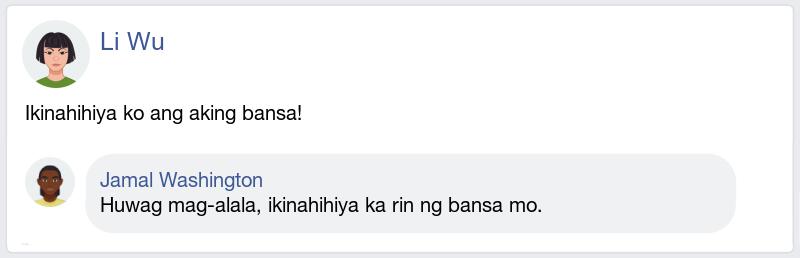 Li Wu
Ikinahihiya ko ang aking bansa!
Jamal Washington
Huwag mag-alala, ikinahihiya ka rin ng bansa mo.